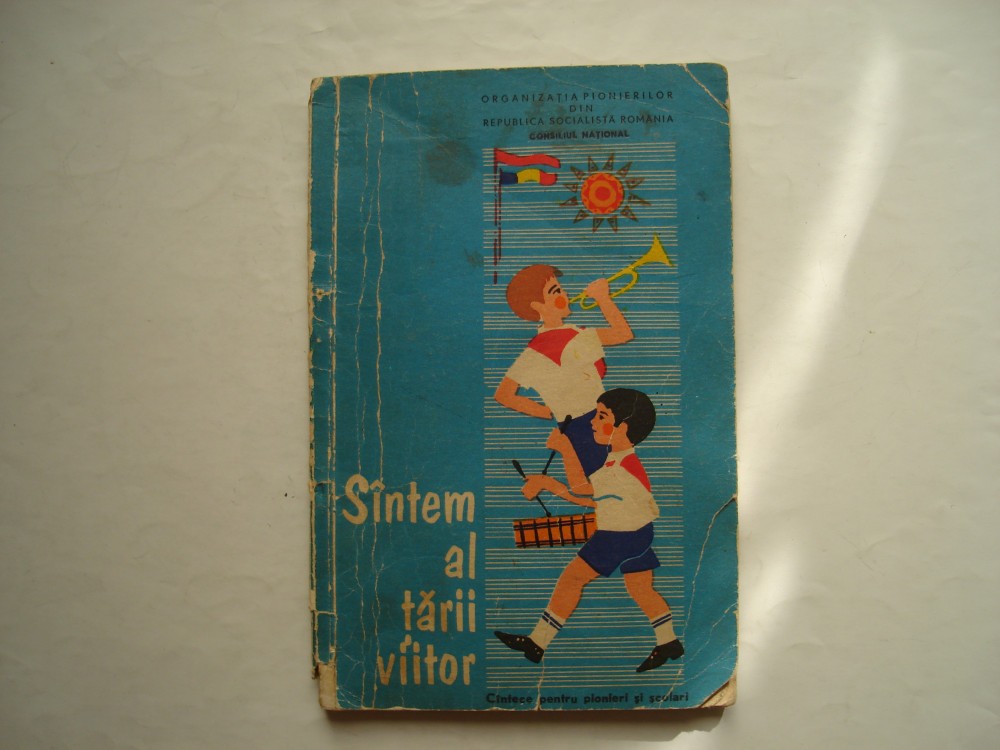 ORGANIZAȚIA PIONIERILOR
DIN
REPUBLICA SOCIALISTĂ ROMÂNIA
CONSILIUL NAȚIONAL
Sîntem
al
țării
viitor
Cîntece pentru pionieri și școlari